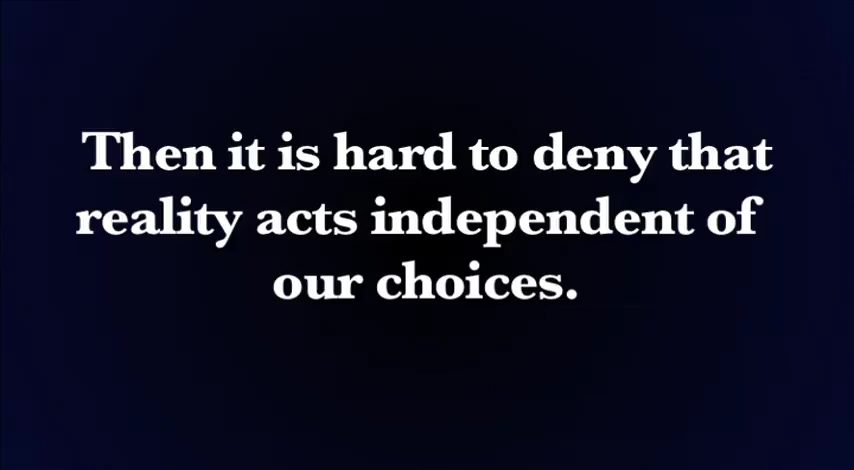 Then it is hard to deny that
reality acts independent of
our choices.